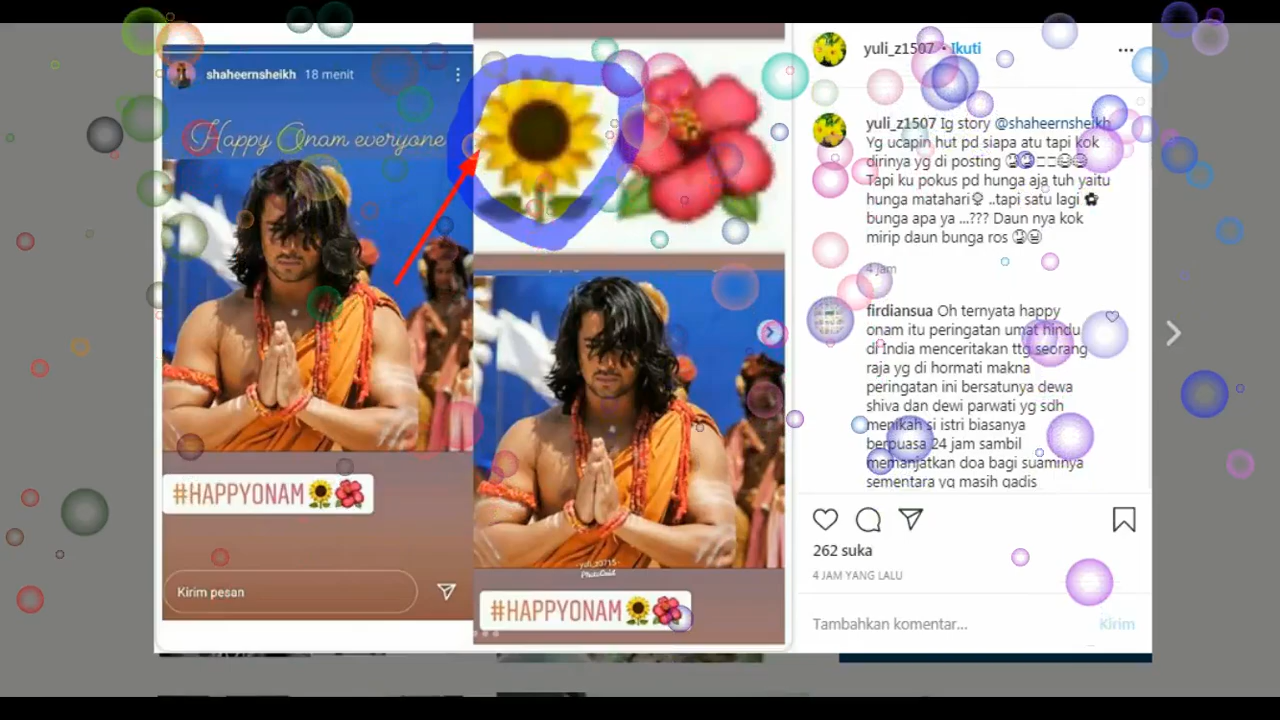 shaheernsheikh 18 menit
Happy Onam everyone
#HAPPYONAM
Kirim pesan
#HAPPYONAM
yuli_z1507 • Ikuti
yuli_z1507 Ig story @shaheernsheikh
Yg ucapin hut pd siapa atu tapi kok
dirinya yg di posting
Tapi ku pokus pd hunga aja tuh yaitu
hunga matahari ..tapi satu lagi
bunga apa ya ...??? Daun nya kok
mirip daun bunga ros
4 jam
firdiansua Oh ternyata happy
onam itu peringatan umat hindu
di India menceritakan ttg seorang
raja yg di hormati makna
peringatan ini bersatunya dewa
shiva dan dewi parwati yg sdh
menikah si istri biasanya
berpuasa 24 jam sambil
memanjatkan doa bagi suaminya
sementara yg masih gadis
262 suka
4 JAM YANG LALU
Tambahkan komentar...
Kirim